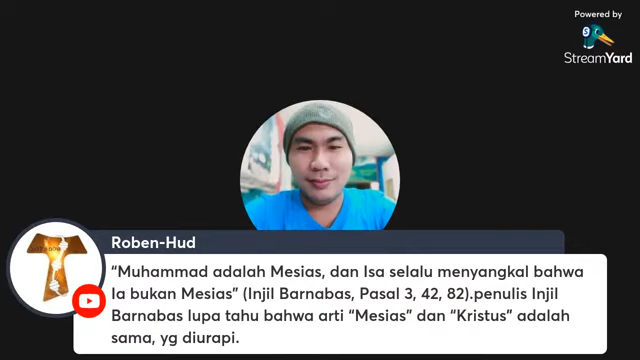 Powered by
StreamYard
Roben-Hud
“Muhammad adalah Mesias, dan Isa selalu menyangkal bahwa
Ia bukan Mesias” (Injil Barnabas, Pasal 3, 42, 82).penulis Injil
Barnabas lupa tahu bahwa arti “Mesias” dan “Kristus” adalah
sama, yg diurapi.